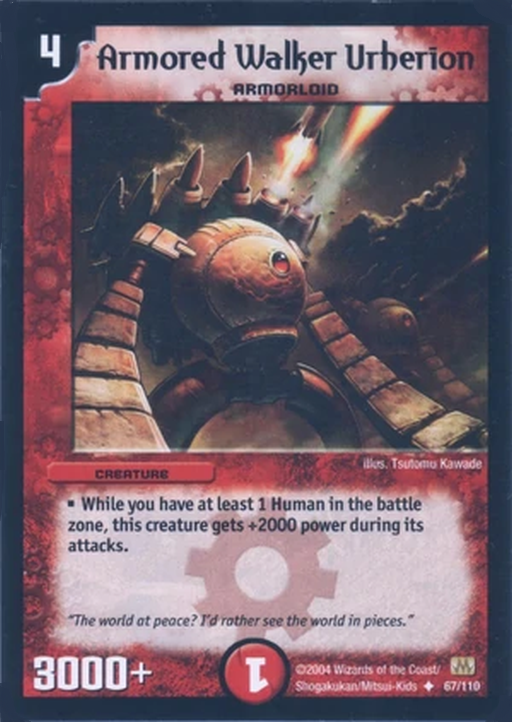 4
Armored Walker Urherion
ARMORLOID
illus. Tsutomu Kawade
CREATURE
▪ While you have at least 1 Human in the battle
zone, this creature gets +2000 power during its
attacks.
"The world at peace? I'd rather see the world in pieces."
3000+
1
©2004 Wizards of the Coast/
Shogakukan/Mitsui-Kids ♦ 67/110